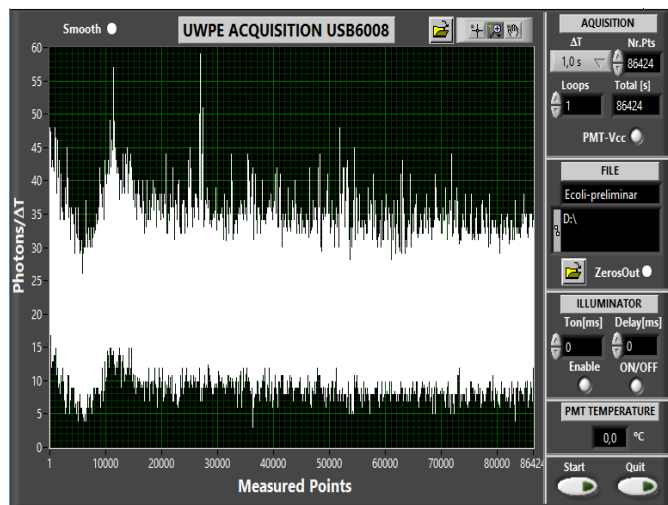 Smooth
UWPE ACQUISITION USB6008
Photons/ΔT
60
55
50
45
40
35
30
25
20
15
10
5
0
1 10000 20000 30000 40000 50000 60000 70000 80000 86424
Measured Points
AQUISITION
ΔT Nr.Pts
1,0 s 86424
Loops Total [s]
1 86424
PMT-Vcc
FILE
Ecoli-preliminar
D:\
ZerosOut
ILLUMINATOR
Ton[ms] Delay[ms]
0 0
Enable ON/OFF
PMT TEMPERATURE
0,0 °C
Start Quit